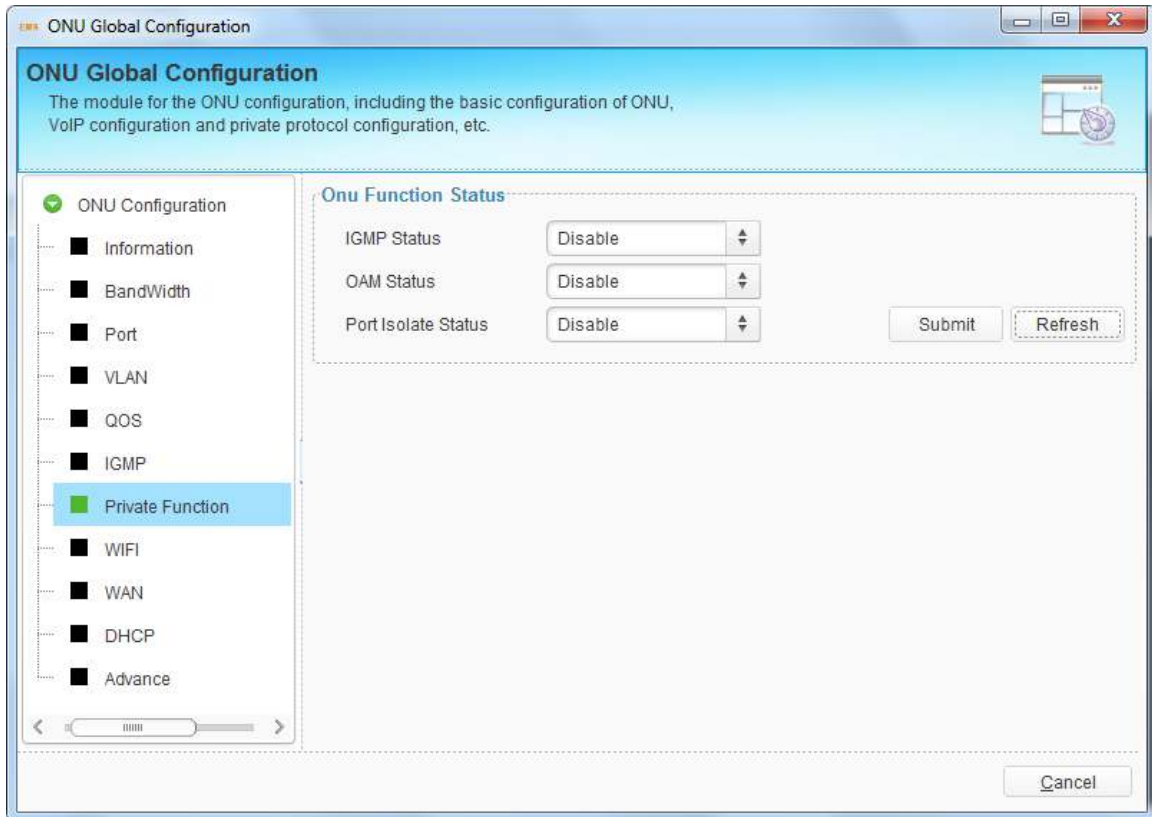 EMS ONU Global Configuration
ONU Global Configuration
The module for the ONU configuration, including the basic configuration of ONU,
VoIP configuration and private protocol configuration, etc.
ONU Configuration
Information
BandWidth
Port
VLAN
QOS
IGMP
Private Function
WIFI
WAN
DHCP
Advance
Onu Function Status
IGMP Status Disable
OAM Status Disable
Port Isolate Status Disable Submit Refresh
Cancel